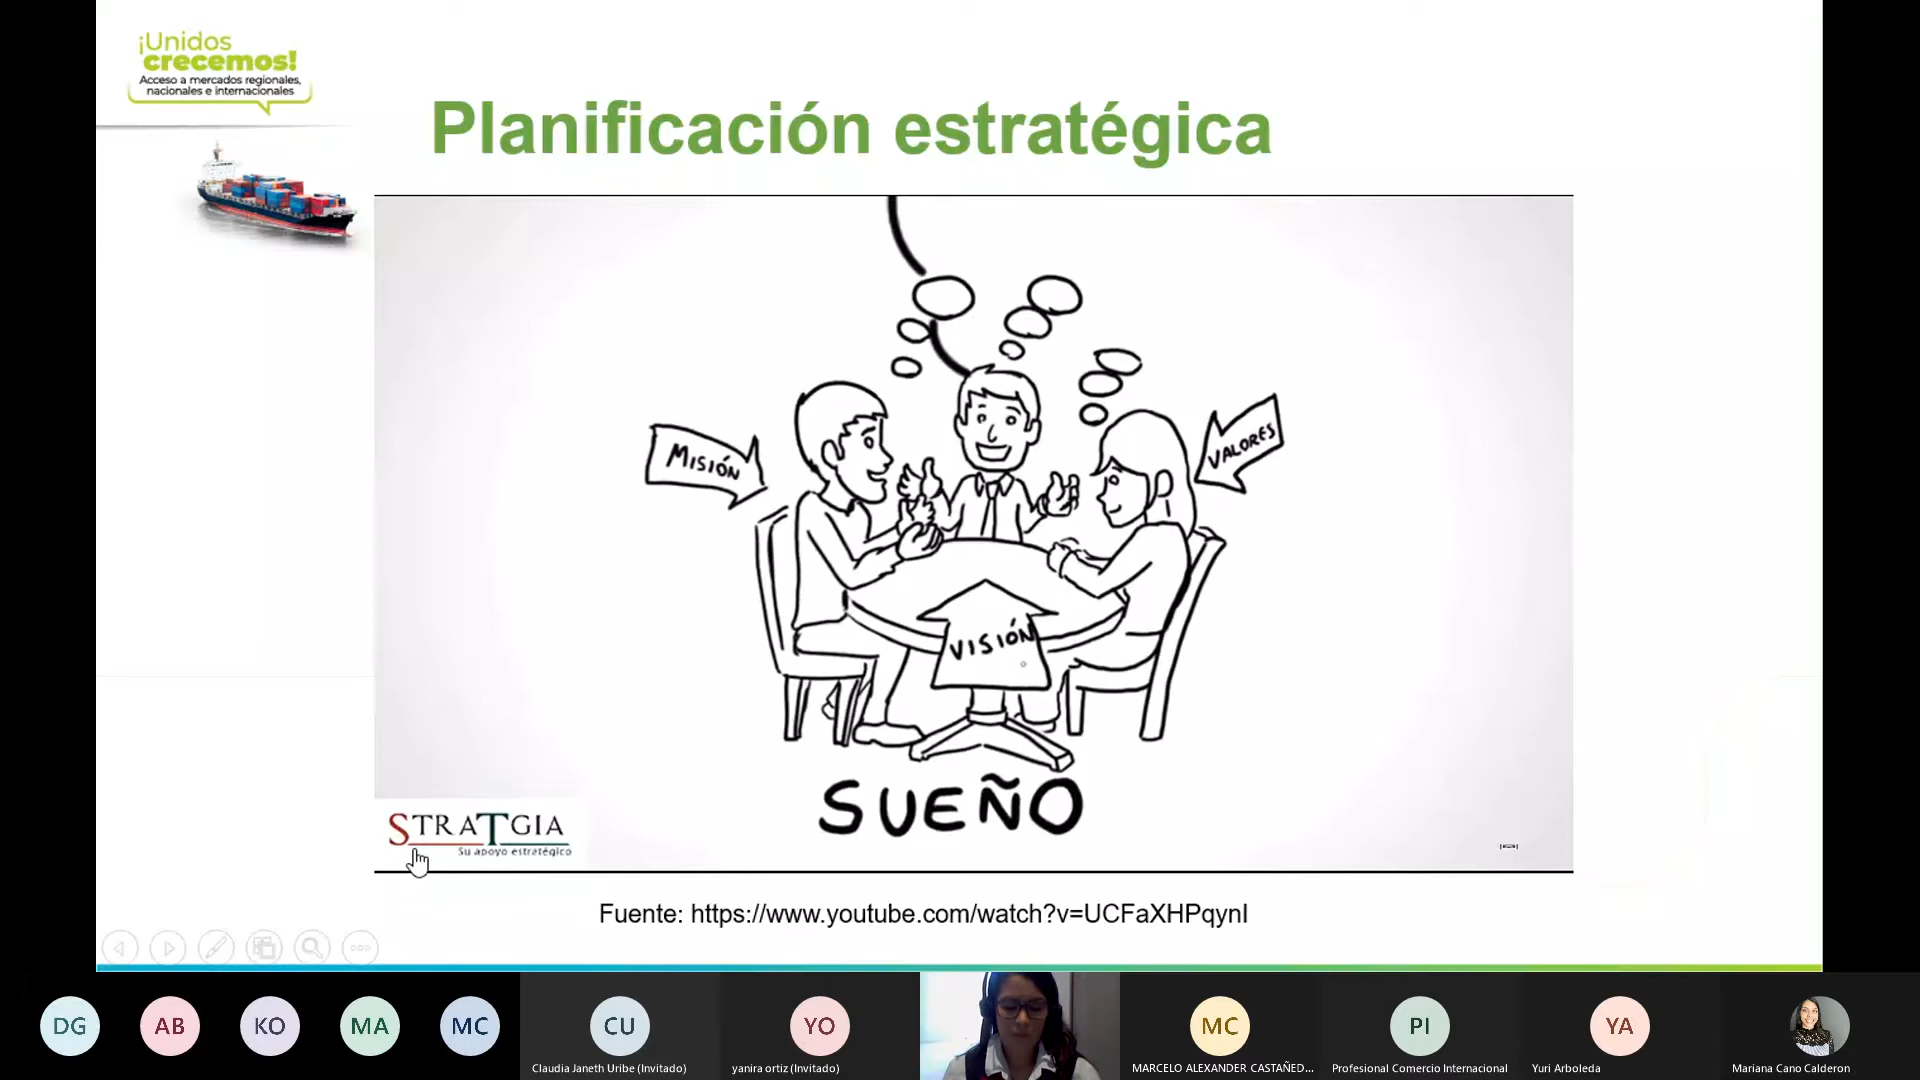 ¡Unidos
crecemos!
Acceso a mercados regionales,
nacionales e internacionales
Planificación estratégica
MISIÓN
VALORES
VISIÓN
SUEÑO
STRATGIA
Su apoyo estratégico
Fuente: https://www.youtube.com/watch?v=UCFaXHPqynI
DG
AB
KO
MA
MC
CU
YO
MC
PI
YA
Claudia Janeth Uribe (Invitado)
yanira ortiz (Invitado)
MARCELO ALEXANDER CASTAÑED...
Profesional Comercio Internacional
Yuri Arboleda
Mariana Cano Calderon